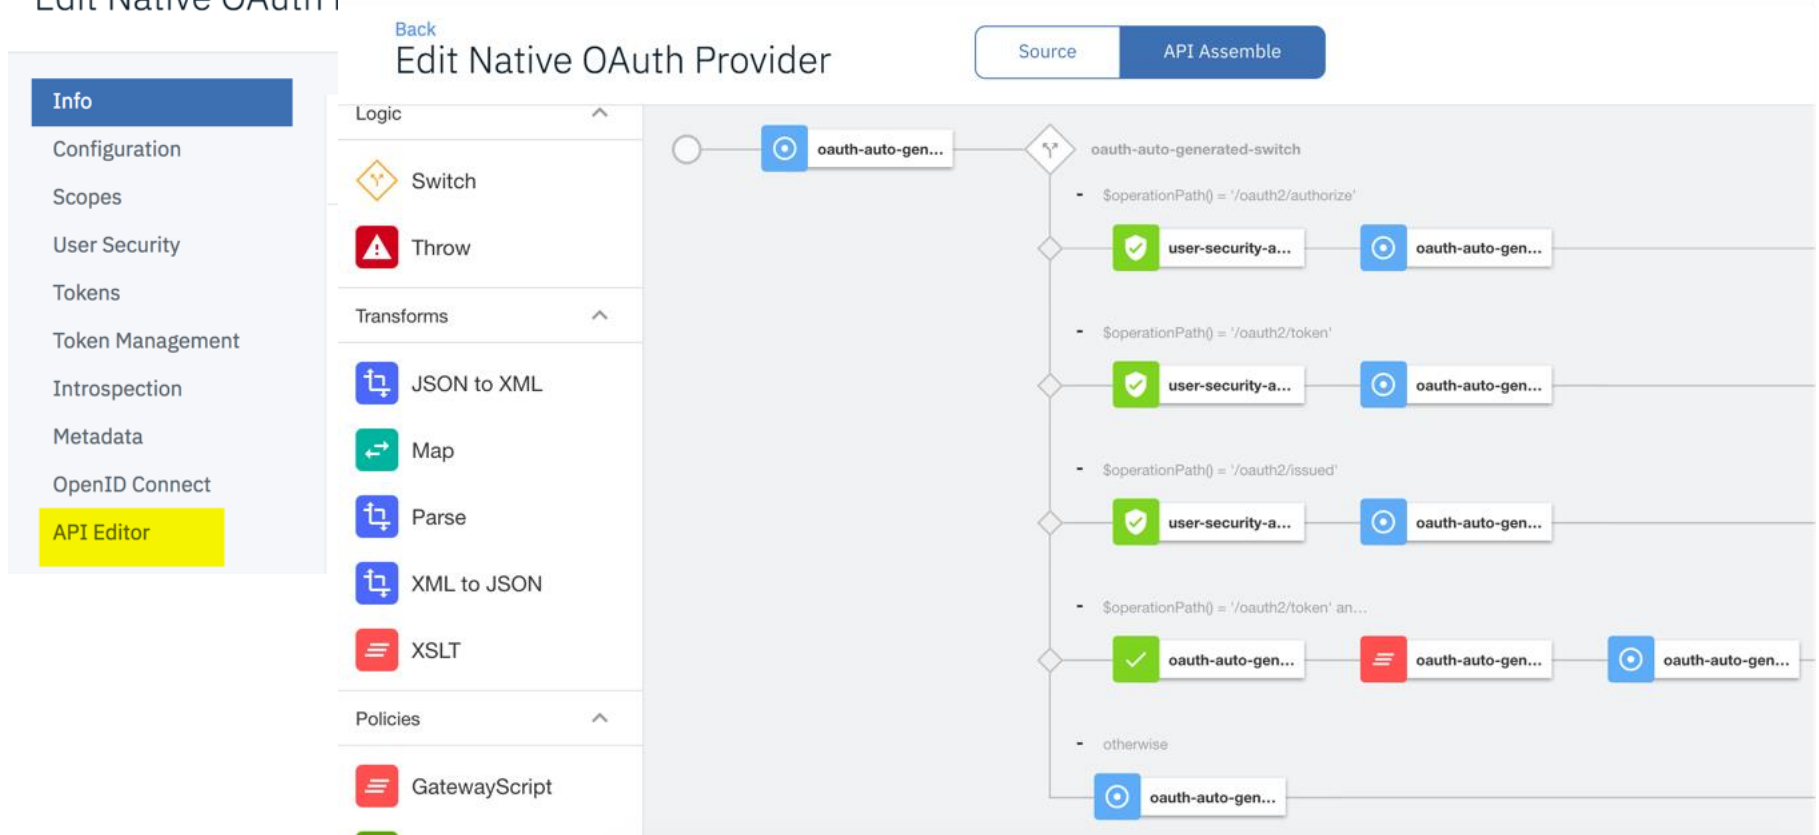 Edit Native OAuth
Info
Configuration
Scopes
User Security
Tokens
Token Management
Introspection
Metadata
OpenID Connect
API Editor
Back
Edit Native OAuth Provider
Source
API Assemble
Logic
Switch
Throw
Transforms
JSON to XML
Map
Parse
XML to JSON
XSLT
Policies
GatewayScript
oauth-auto-gen...
oauth-auto-generated-switch
- $operationPath() = '/oauth2/authorize'
user-security-a...
oauth-auto-gen...
- $operationPath() = '/oauth2/token'
user-security-a...
oauth-auto-gen...
- $operationPath() = '/oauth2/issued'
user-security-a...
oauth-auto-gen...
- $operationPath() = '/oauth2/token' an...
oauth-auto-gen...
oauth-auto-gen...
oauth-auto-gen...
- otherwise
oauth-auto-gen...